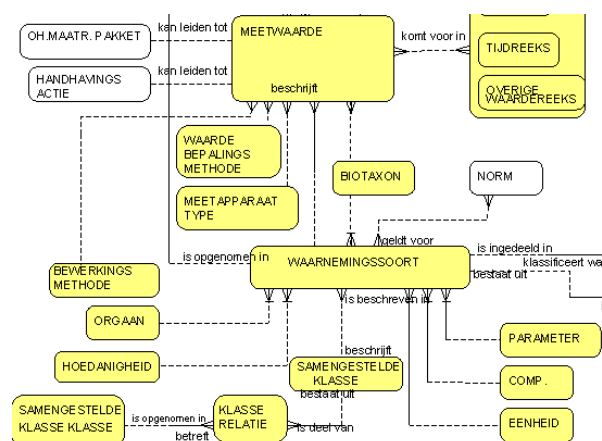 OH.MAATR. PAKKET
kan leiden tot
MEETWAARDE
komt voor in
TIJDREEKS
HANDHAVINGS
ACTIE
kan leiden tot
beschrijft
OVERIGE
WAARDEREEKS
WAARDE
BEPALINGS
METHODE
MEETAPPARAAT
TYPE
BIOTAXON
NORM
geldt voor
is opgenomen in
WAARNEMINGSSOORT
is ingedeeld in
klassificeert wa
bestaat uit
BEWERKINGS
METHODE
is beschreven in
ORGAAN
PARAMETER
HOEDANIGHEID
beschrijft
SAMENGESTELDE
KLASSE
COMP.
bestaat uit
SAMENGESTELDE
KLASSE KLASSE
is opgenomen in
betreft
KLASSE
RELATIE
is deel van
EENHEID